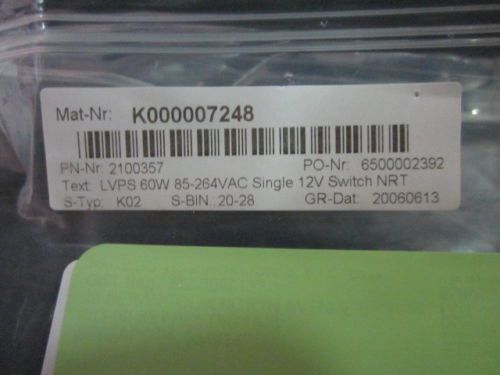 Mat-Nr: K000007248
PN-Nr: 2100357 PO-Nr: 6500002392
Text: LVPS 60W 85-264VAC Single 12V Switch NRT
S-Typ: K02 S-BIN.:20-28 GR-Dat: 20060613